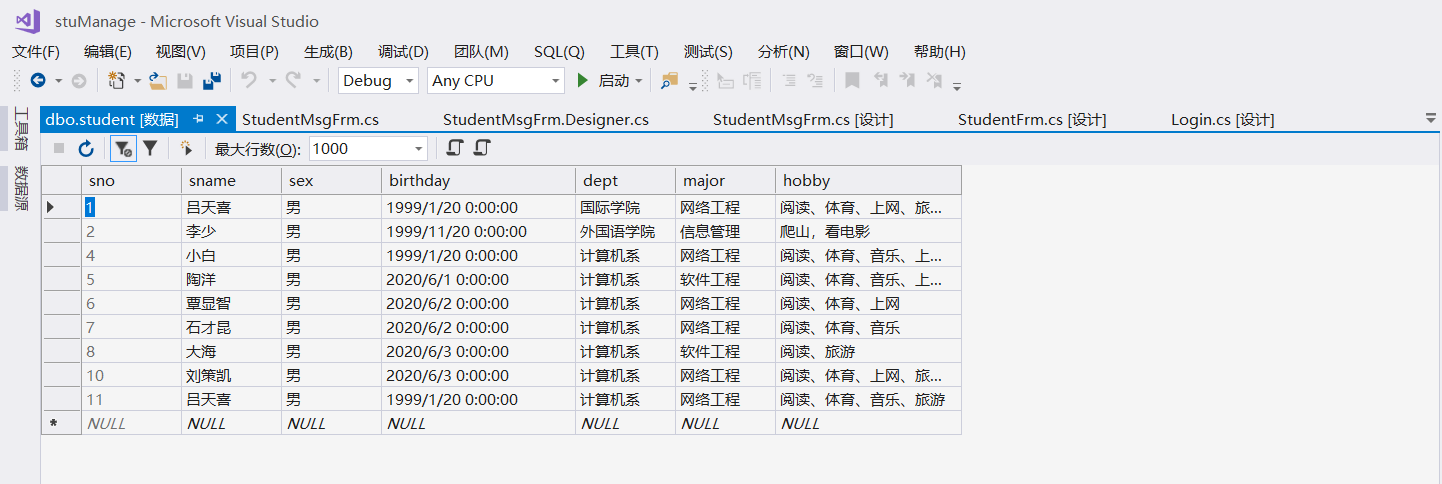 stuManage - Microsoft Visual Studio
文件(F) 编辑(E) 视图(V) 项目(P) 生成(B) 调试(D) 团队(M) SQL(Q) 工具(T) 测试(S) 分析(N) 窗口(W) 帮助(H)
Debug Any CPU 启动
工具箱
数据源
dbo.student [数据] StudentMsgFrm.cs StudentMsgFrm.Designer.cs StudentMsgFrm.cs [设计] StudentFrm.cs [设计] Login.cs [设计]
最大行数(O): 1000
sno sname sex birthday dept major hobby
1 吕天喜 男 1999/1/20 0:00:00 国际学院 网络工程 阅读、体育、上网、旅...
2 李少 男 1999/11/20 0:00:00 外国语学院 信息管理 爬山，看电影
4 小白 男 1999/1/20 0:00:00 计算机系 网络工程 阅读、体育、音乐、上...
5 陶洋 男 2020/6/1 0:00:00 计算机系 软件工程 阅读、体育、音乐、上...
6 覃显智 男 2020/6/2 0:00:00 计算机系 网络工程 阅读、体育、上网
7 石才昆 男 2020/6/2 0:00:00 计算机系 网络工程 阅读、体育、音乐
8 大海 男 2020/6/3 0:00:00 计算机系 软件工程 阅读、旅游
10 刘策凯 男 2020/6/3 0:00:00 计算机系 网络工程 阅读、体育、上网、旅...
11 吕天喜 男 1999/1/20 0:00:00 计算机系 网络工程 阅读、体育、音乐、旅游
* NULL NULL NULL NULL NULL NULL NULL